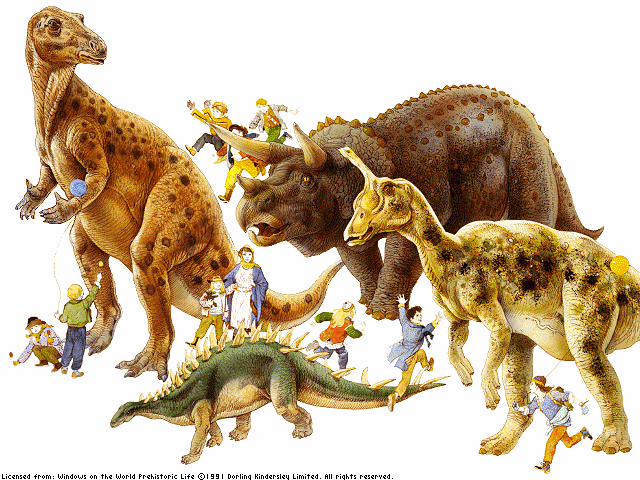 Licensed from: Windows on the World Prehistoric Life ©1991 Dorling Kindersley Limited. All rights reserved.